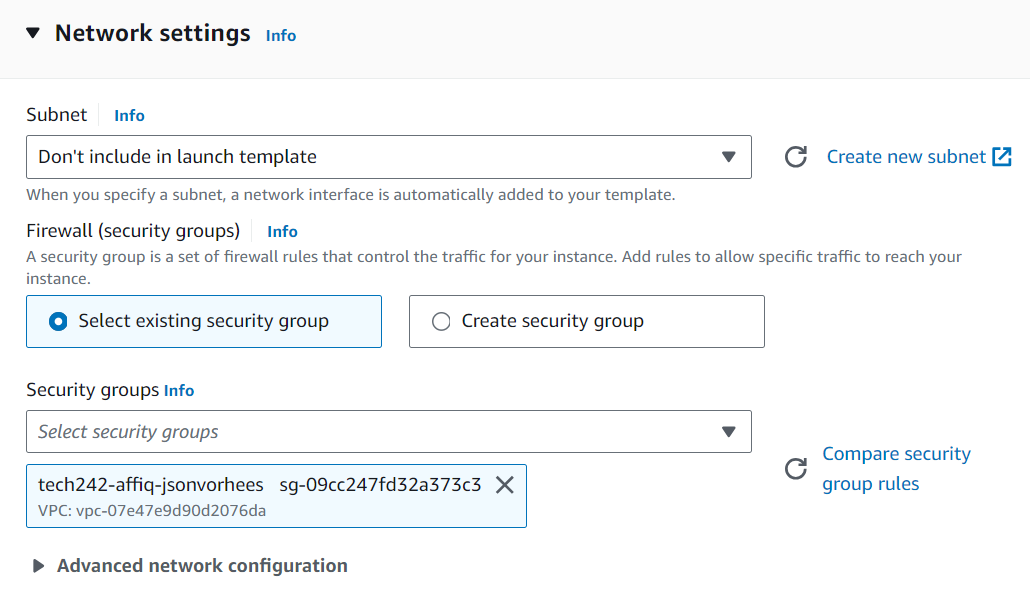 Network settings Info
Subnet Info
Don't include in launch template
Create new subnet
When you specify a subnet, a network interface is automatically added to your template.
Firewall (security groups) Info
A security group is a set of firewall rules that control the traffic for your instance. Add rules to allow specific traffic to reach your
instance.
Select existing security group
Create security group
Security groups Info
Select security groups
Compare security
group rules
tech242-affiq-jsonvorhees sg-09cc247fd32a373c3
VPC: vpc-07e47e9d90d2076da
Advanced network configuration